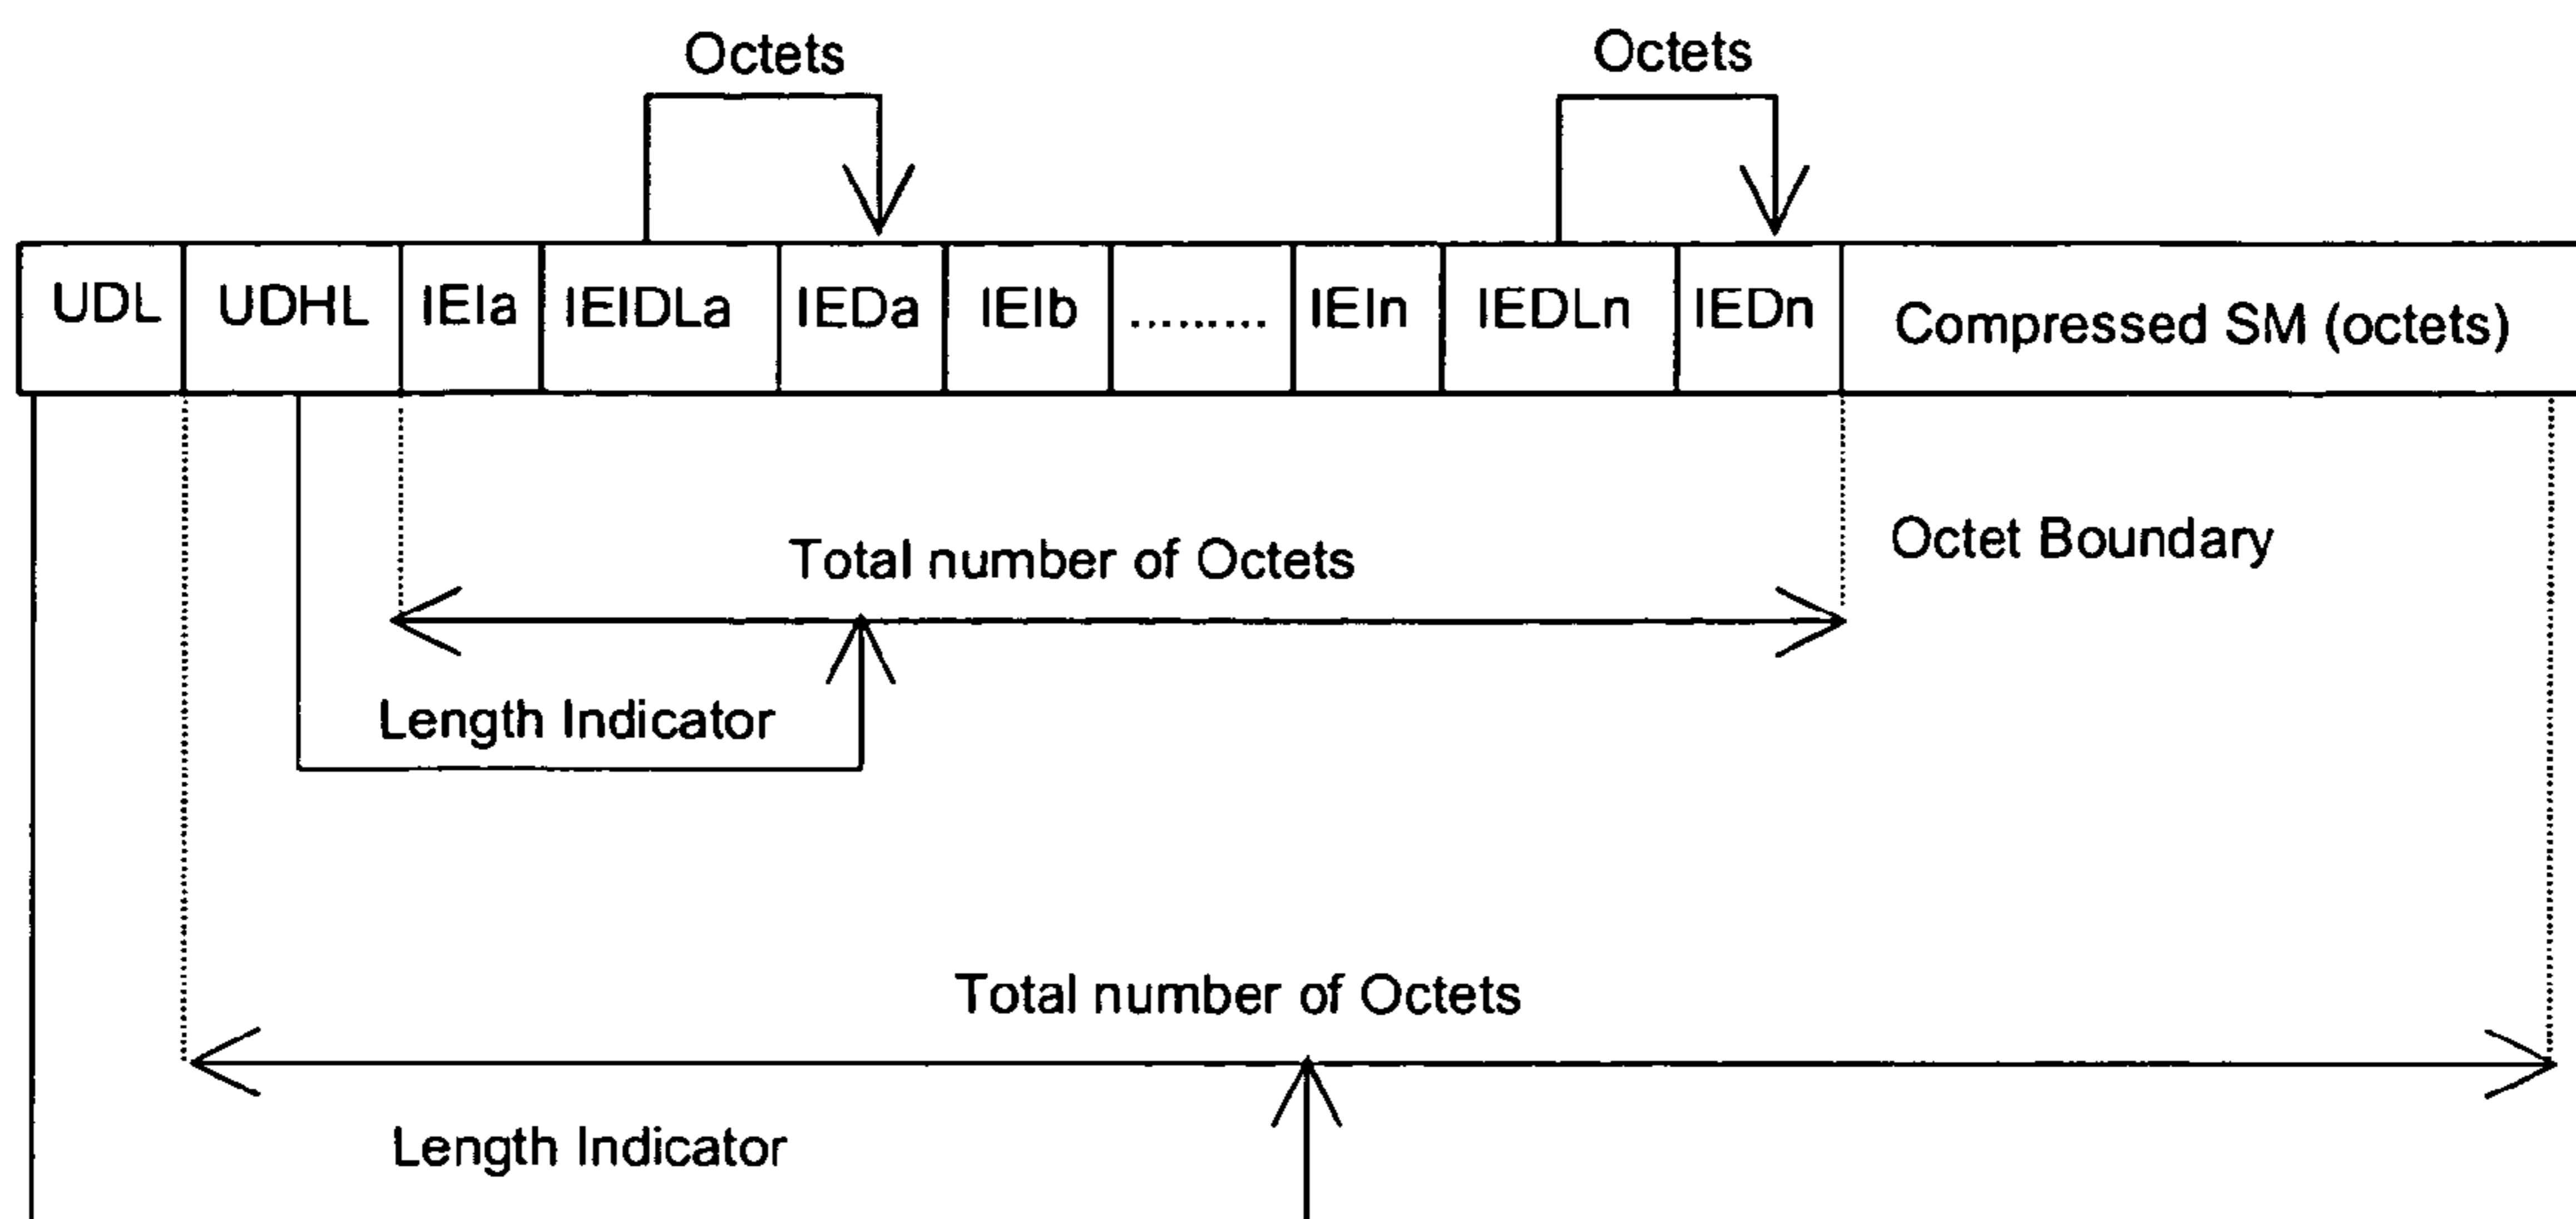 Octets Octets
UDL UDHL IEIa IEIDLa IEDa IEIb ......... IEIn IEDLn IEDn Compressed SM (octets)
Octet Boundary
Total number of Octets
Length Indicator
Total number of Octets
Length Indicator